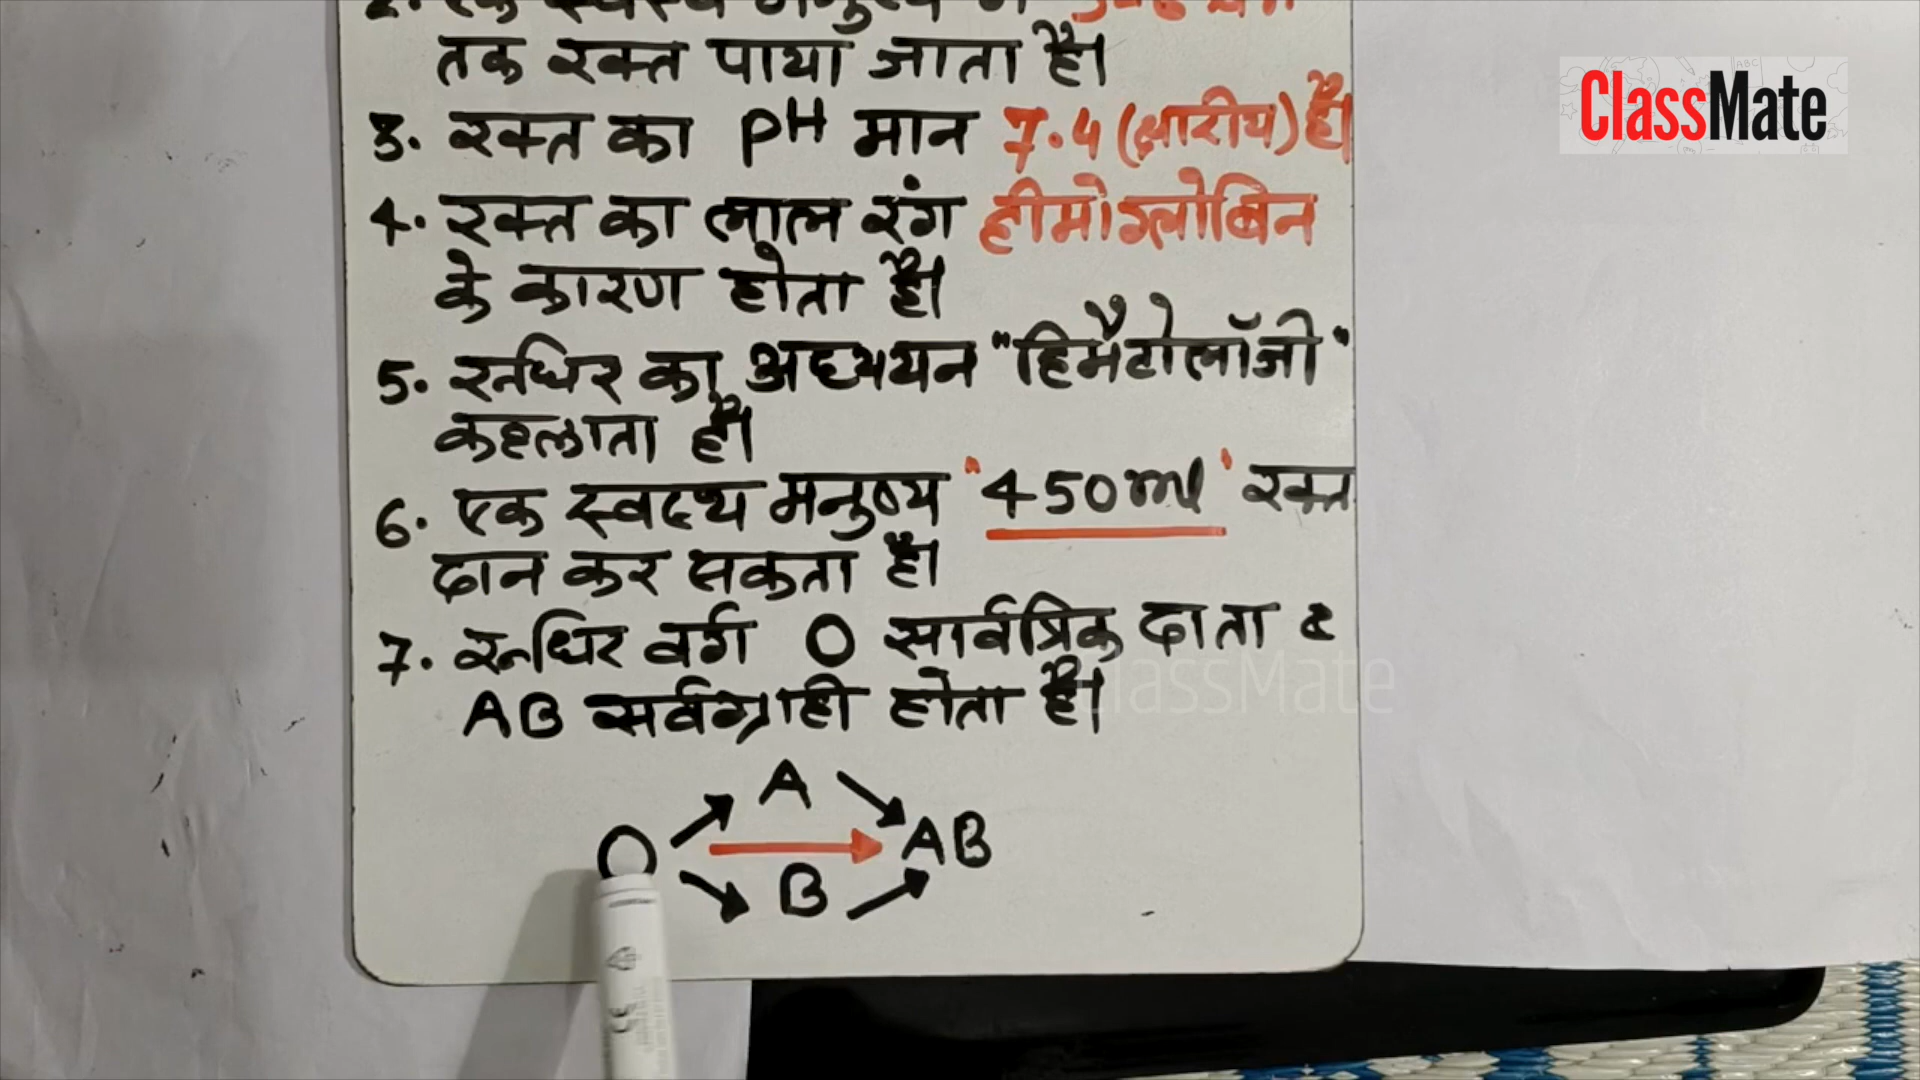 तक रक्त पाया जाता है।
ClassMate
3. रक्त का PH मान 7.4 (क्षारीय) है।
4. रक्त का लाल रंग हीमोग्लोबिन
के कारण होता है।
5. रूधिर का अध्ययन "हिमैटोलॉजी"
कहलाता है।
6. एक स्वस्थ मनुष्य "450ml" रक्त
दान कर सकता है।
7. रूधिर वर्ग O सार्वत्रिक दाता &
AB सर्वग्राही होता है।
ClassMate
A
O AB
B